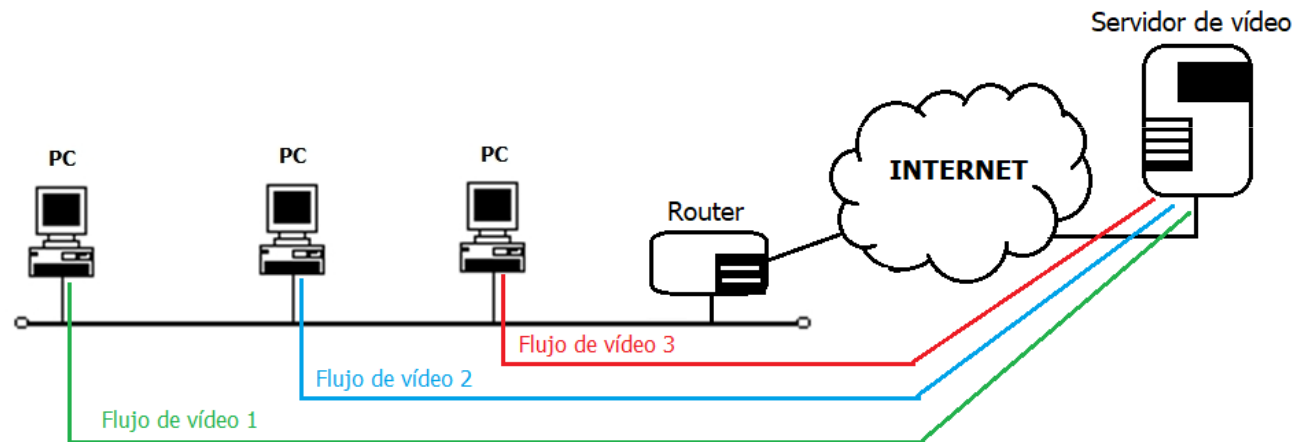 Servidor de vídeo
PC
PC
PC
INTERNET
Router
Flujo de vídeo 3
Flujo de vídeo 2
Flujo de vídeo 1